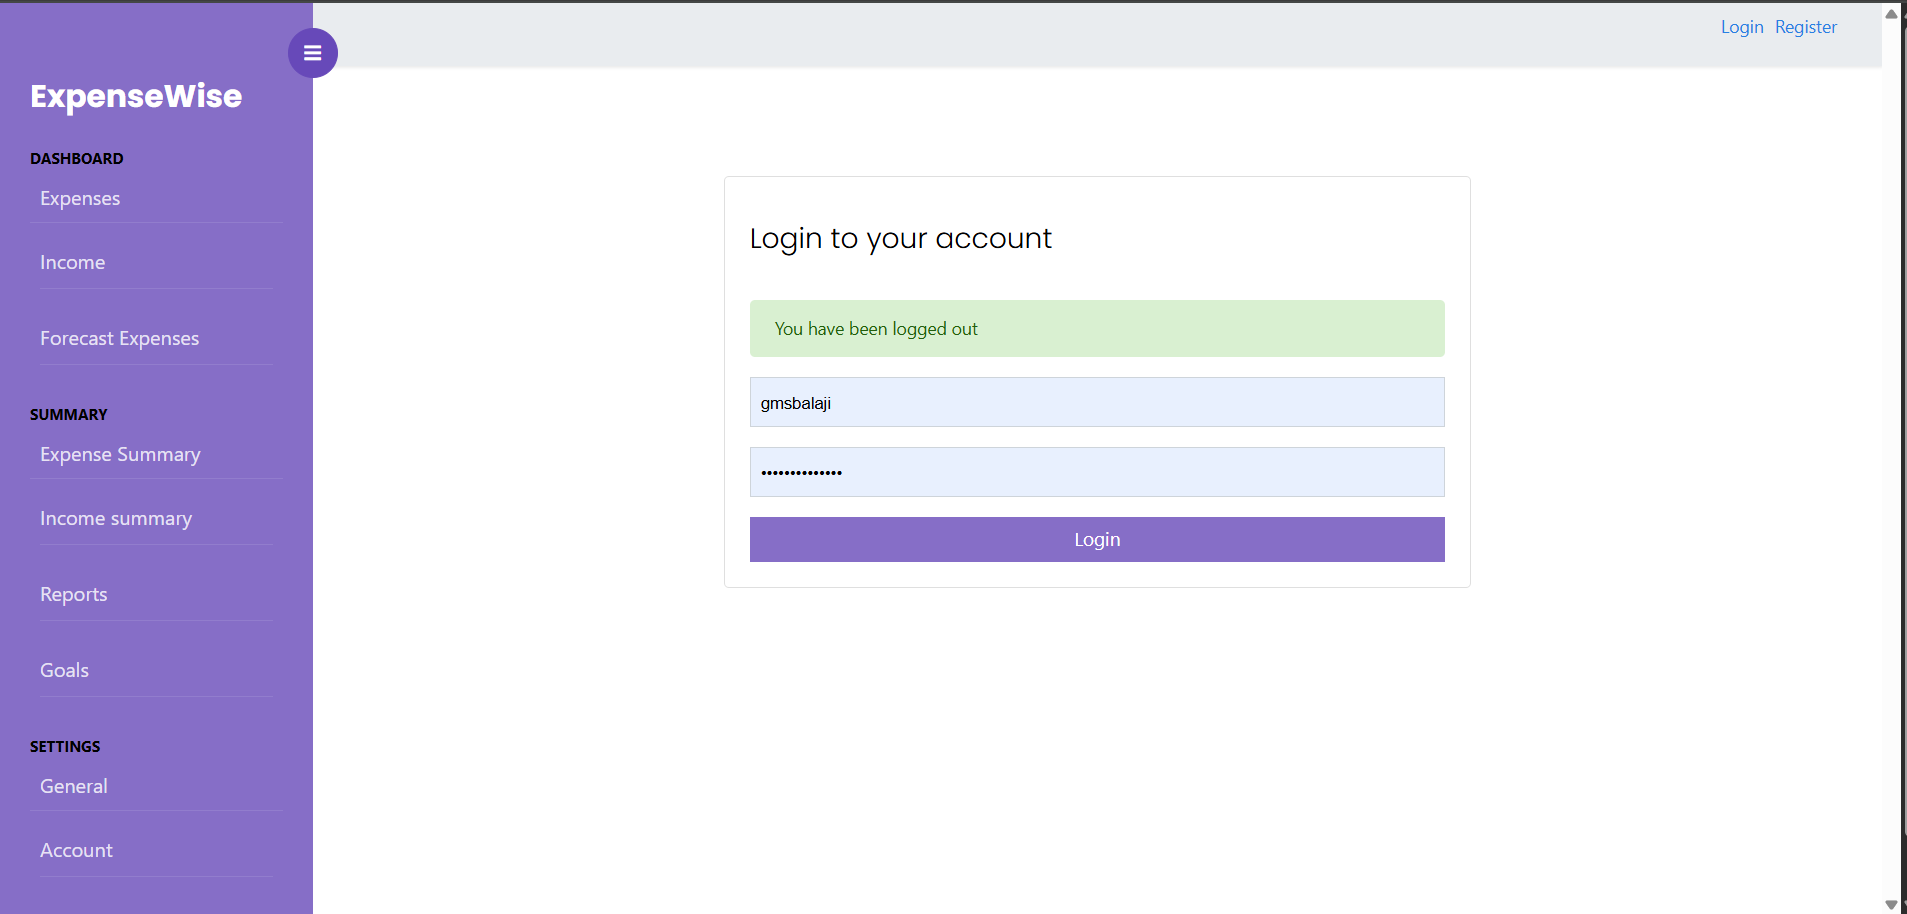 Login Register
ExpenseWise
DASHBOARD
Expenses
Income
Forecast Expenses
SUMMARY
Expense Summary
Income summary
Reports
Goals
SETTINGS
General
Account
Login to your account
You have been logged out
gmsbalaji
••••••••••••••
Login